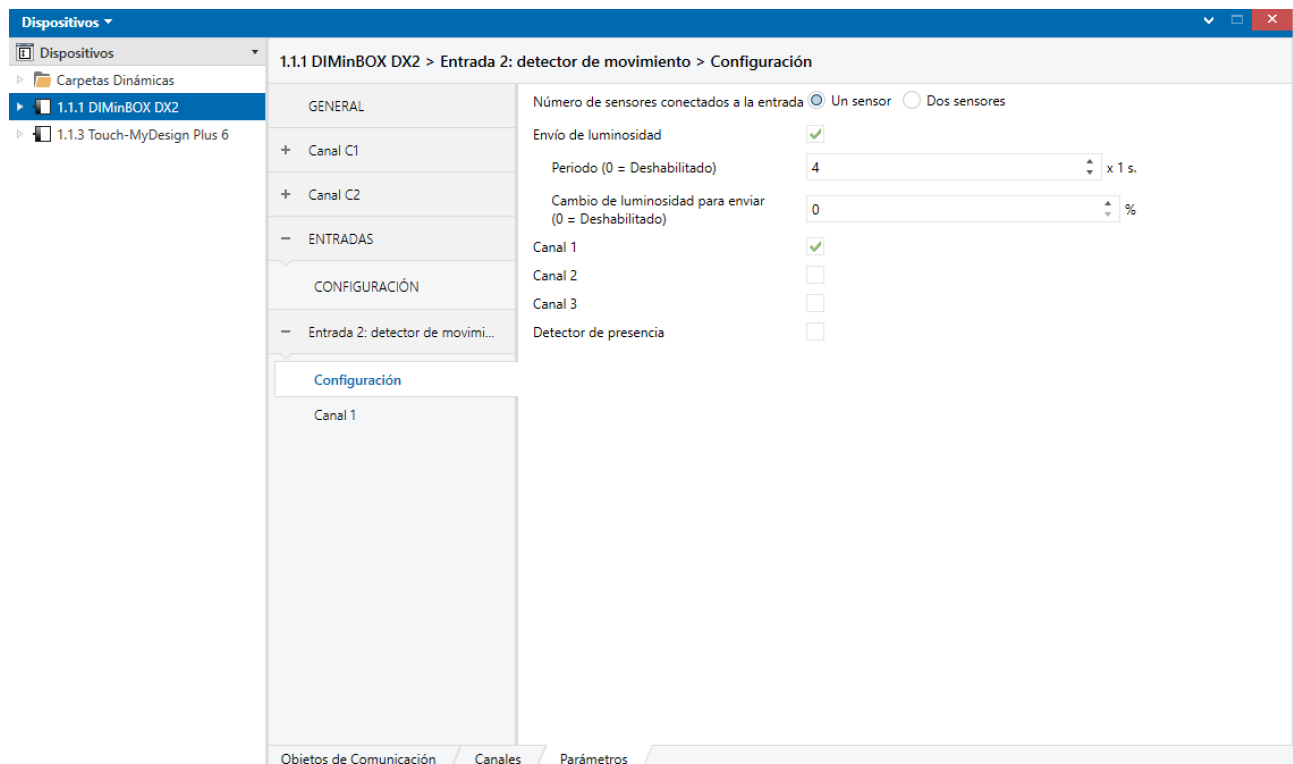 Dispositivos
Dispositivos
Carpetas Dinámicas
1.1.1 DIMinBOX DX2
1.1.3 Touch-MyDesign Plus 6
1.1.1 DIMinBOX DX2 > Entrada 2: detector de movimiento > Configuración
GENERAL
+ Canal C1
+ Canal C2
− ENTRADAS
CONFIGURACIÓN
− Entrada 2: detector de movimi...
Configuración
Canal 1
Número de sensores conectados a la entrada Un sensor Dos sensores
Envío de luminosidad
Periodo (0 = Deshabilitado) 4 x 1 s.
Cambio de luminosidad para enviar
(0 = Deshabilitado) 0 %
Canal 1
Canal 2
Canal 3
Detector de presencia
Objetos de Comunicación Canales Parámetros